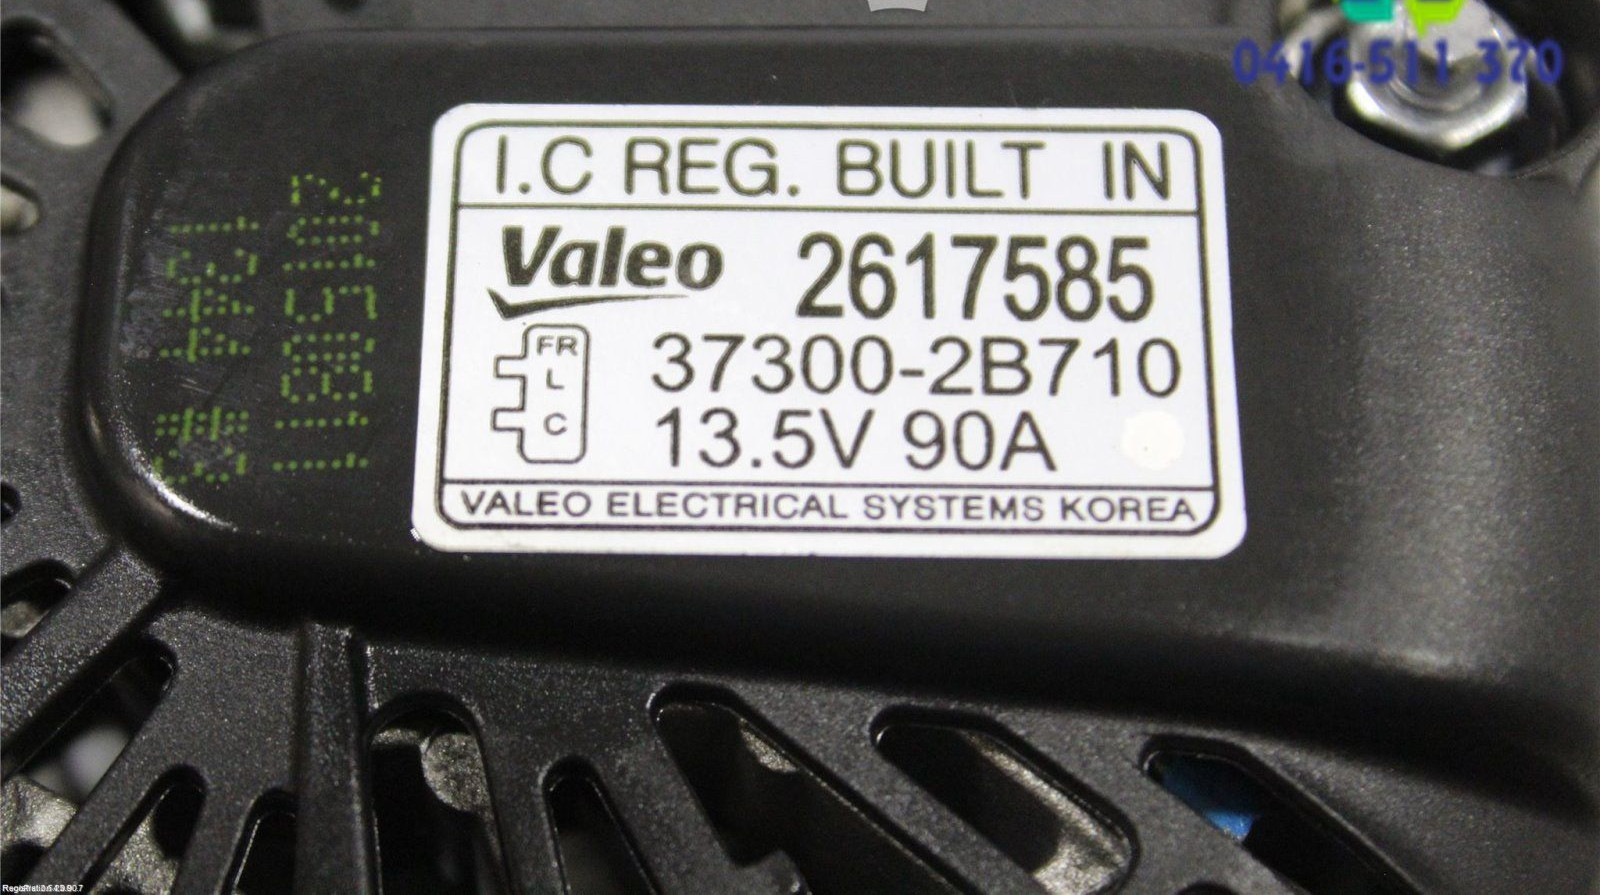 0416-511 370
I.C REG. BUILT IN
Valeo 2617585
FR
L
C
37300-2B710
13.5V 90A
VALEO ELECTRICAL SYSTEMS KOREA